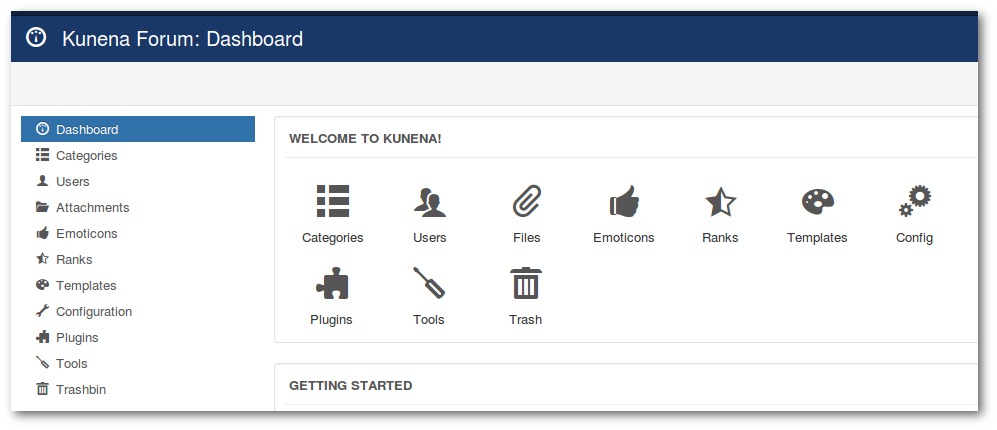 Kunena Forum: Dashboard
Dashboard
Categories
Users
Attachments
Emoticons
Ranks
Templates
Configuration
Plugins
Tools
Trashbin
WELCOME TO KUNENA!
Categories Users Files Emoticons Ranks Templates Config
Plugins Tools Trash
GETTING STARTED